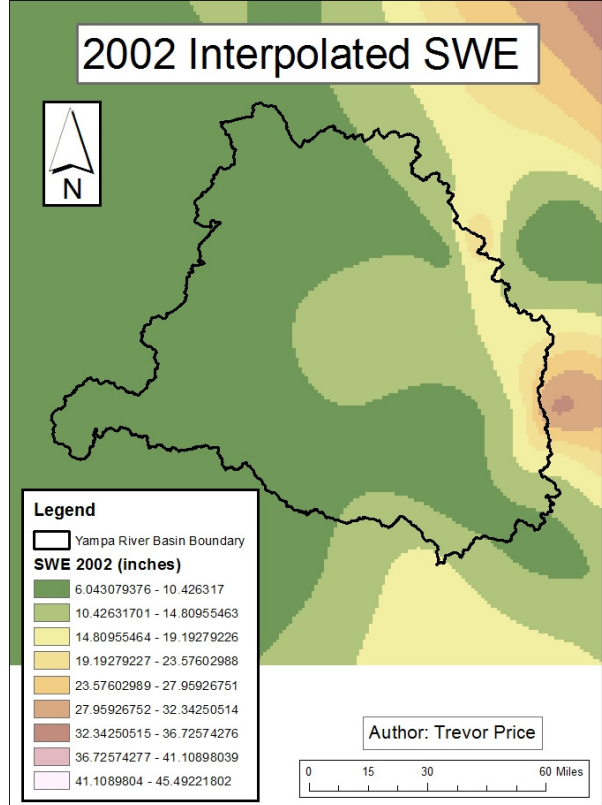 2002 Interpolated SWE
N
Legend
Yampa River Basin Boundary
SWE 2002 (inches)
6.043079376 - 10.426317
10.42631701 - 14.80955463
14.80955464 - 19.19279226
19.19279227 - 23.57602988
23.57602989 - 27.95926751
27.95926752 - 32.34250514
32.34250515 - 36.72574276
36.72574277 - 41.10898039
41.1089804 - 45.49221802
Author: Trevor Price
0 15 30 60 Miles